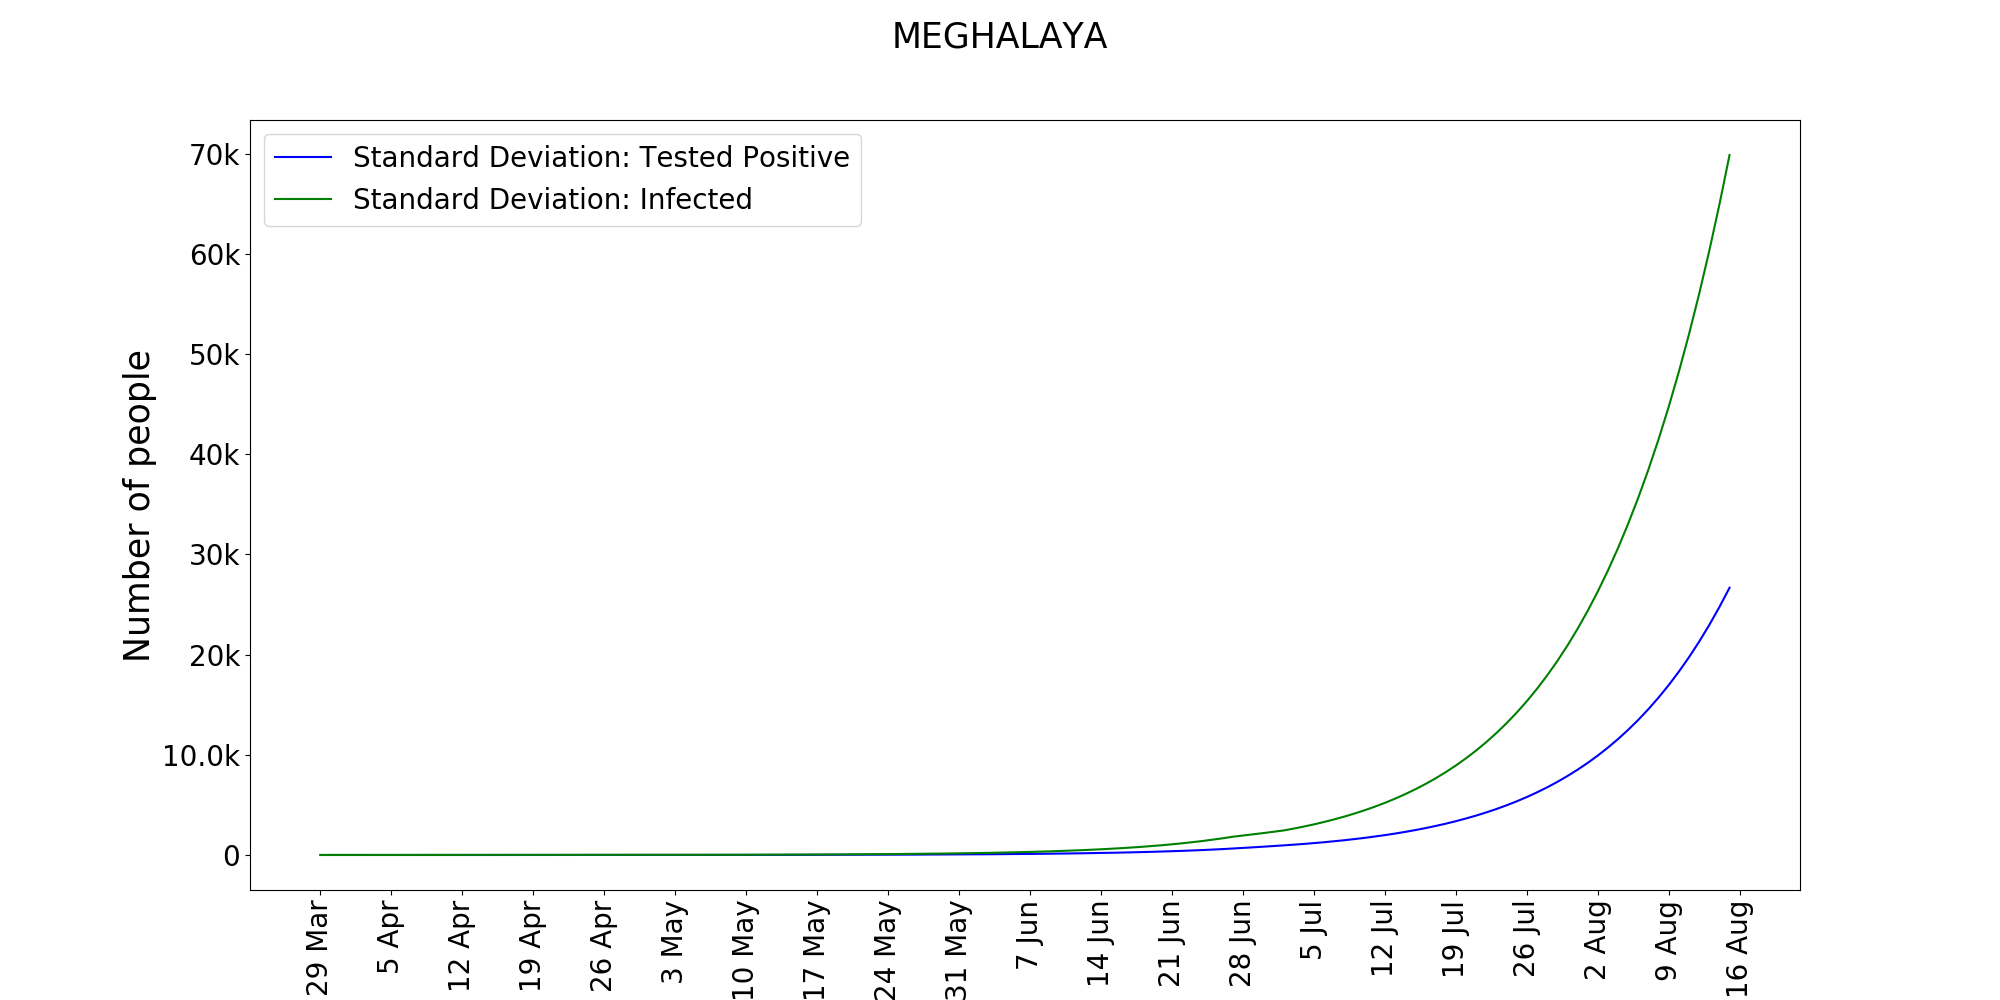 MEGHALAYA
Standard Deviation: Tested Positive
Standard Deviation: Infected
Number of people
70k
60k
50k
40k
30k
20k
10.0k
0
29 Mar
5 Apr
12 Apr
19 Apr
26 Apr
3 May
10 May
17 May
24 May
31 May
7 Jun
14 Jun
21 Jun
28 Jun
5 Jul
12 Jul
19 Jul
26 Jul
2 Aug
9 Aug
16 Aug